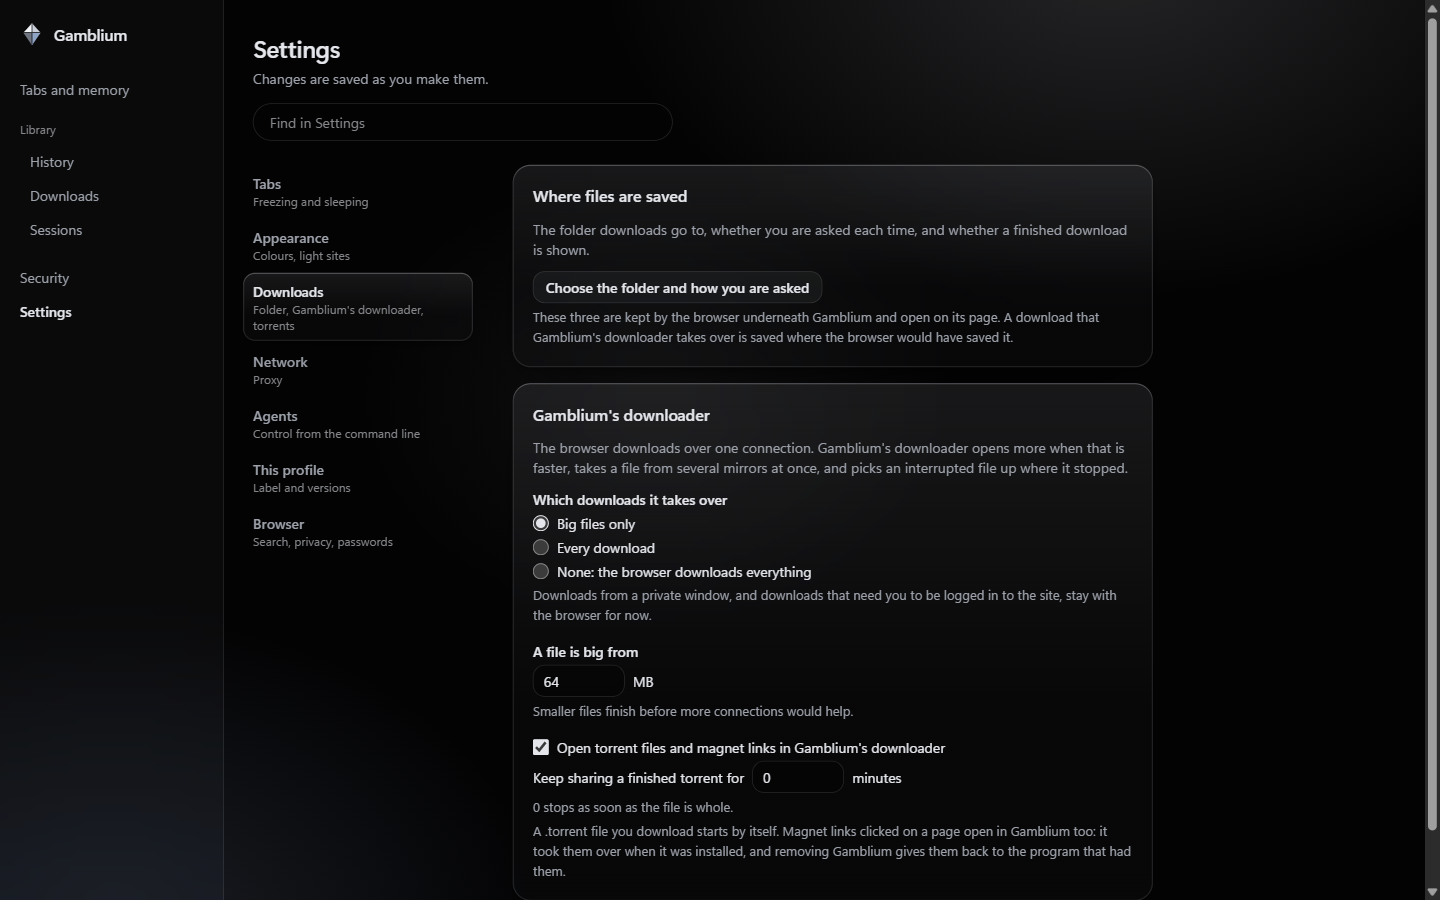 Gamblium
Tabs and memory
Library
History
Downloads
Sessions
Security
Settings
Settings
Changes are saved as you make them.
Find in Settings
Tabs
Freezing and sleeping
Appearance
Colours, light sites
Downloads
Folder, Gamblium's downloader,
torrents
Network
Proxy
Agents
Control from the command line
This profile
Label and versions
Browser
Search, privacy, passwords
Where files are saved
The folder downloads go to, whether you are asked each time, and whether a finished download
is shown.
Choose the folder and how you are asked
These three are kept by the browser underneath Gamblium and open on its page. A download that
Gamblium's downloader takes over is saved where the browser would have saved it.
Gamblium's downloader
The browser downloads over one connection. Gamblium's downloader opens more when that is
faster, takes a file from several mirrors at once, and picks an interrupted file up where it stopped.
Which downloads it takes over
Big files only
Every download
None: the browser downloads everything
Downloads from a private window, and downloads that need you to be logged in to the site, stay with
the browser for now.
A file is big from
64 MB
Smaller files finish before more connections would help.
Open torrent files and magnet links in Gamblium's downloader
Keep sharing a finished torrent for 0 minutes
0 stops as soon as the file is whole.
A .torrent file you download starts by itself. Magnet links clicked on a page open in Gamblium too: it
took them over when it was installed, and removing Gamblium gives them back to the program that had
them.